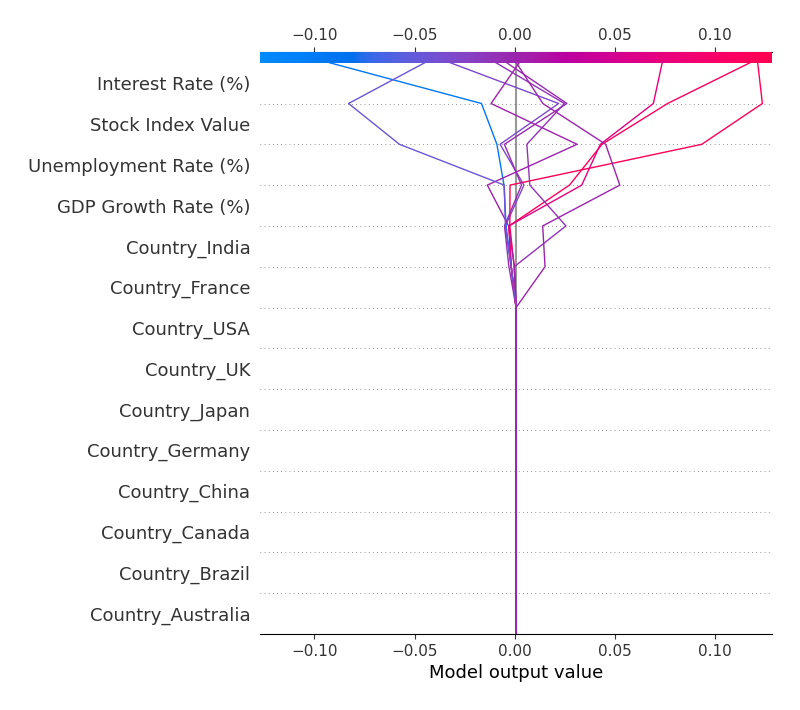 −0.10 −0.05 0.00 0.05 0.10
Interest Rate (%)
Stock Index Value
Unemployment Rate (%)
GDP Growth Rate (%)
Country_India
Country_France
Country_USA
Country_UK
Country_Japan
Country_Germany
Country_China
Country_Canada
Country_Brazil
Country_Australia
−0.10 −0.05 0.00 0.05 0.10
Model output value